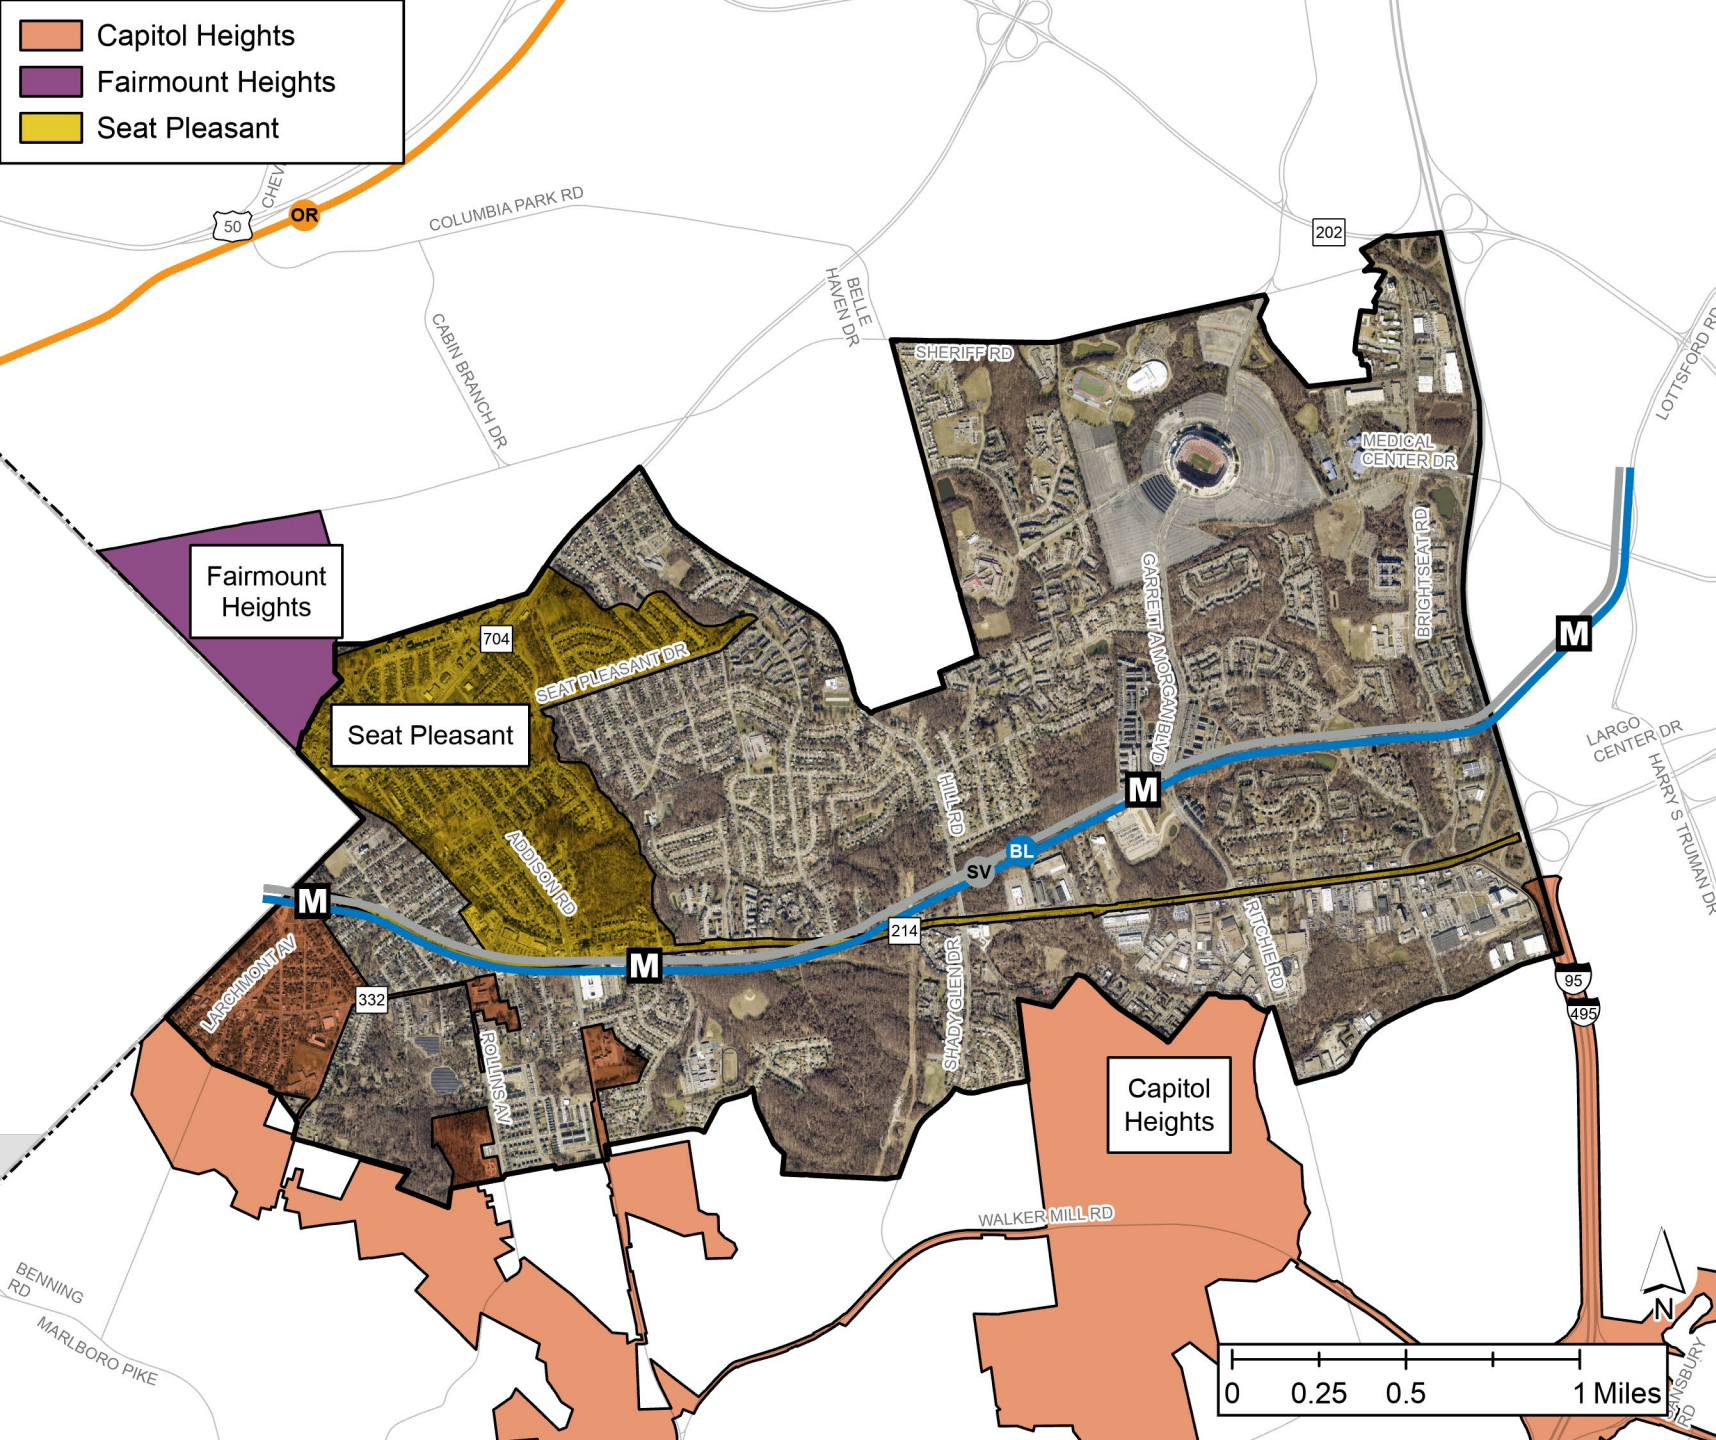 Capitol Heights
Fairmount Heights
Seat Pleasant
50
OR
COLUMBIA PARK RD
202
BELLE
HAVEN DR
CABIN BRANCH DR
LOTTSFORD RD
SHERIFF RD
MEDICAL
CENTER DR
BRIGHTSEAT RD
GARRETT A MORGAN BLVD
Fairmount
Heights
704
SEAT PLEASANT DR
Seat Pleasant
M
LARGO
CENTER DR
HARRY S TRUMAN DR
M
HILL RD
ADDISON RD
BL
SV
M
214
M
RITCHIE RD
LARCHMONT AV
332
SHADY GLEN DR
95
495
ROLLINS AV
Capitol
Heights
WALKER MILL RD
BENNING
RD
MARLBORO PIKE
N
0 0.25 0.5 1 Miles
RD